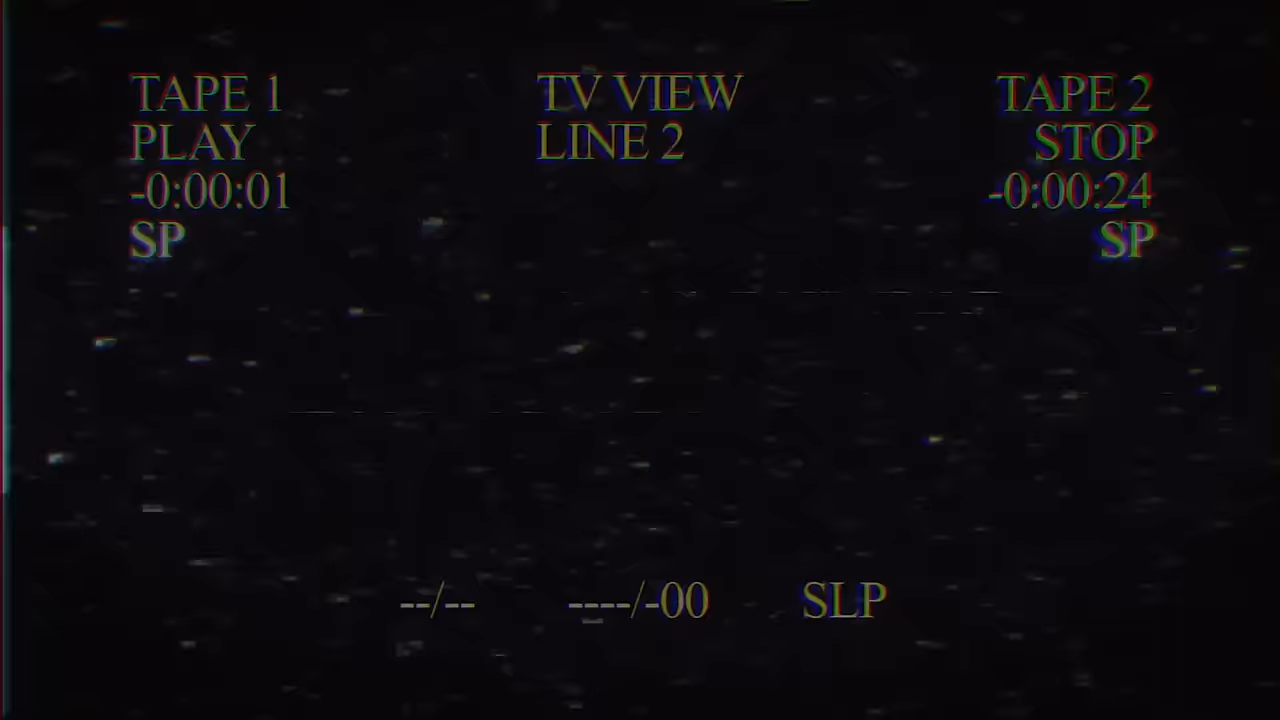 TAPE 1
PLAY
-0:00:01
SP
TV VIEW
LINE 2
TAPE 2
STOP
-0:00:24
SP
--/-- ----/-00 SLP